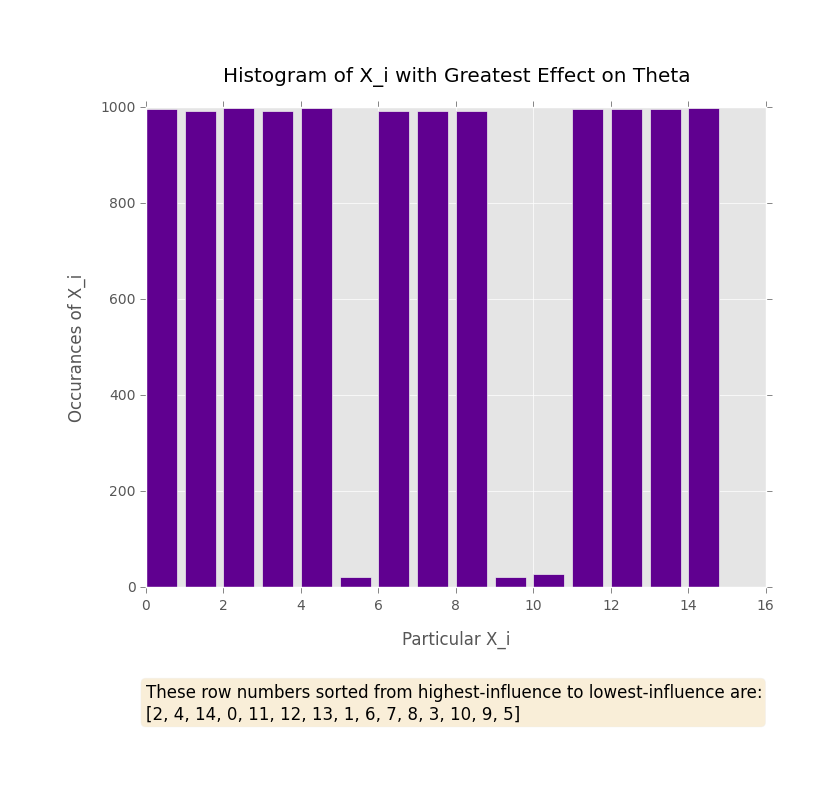 Histogram of X_i with Greatest Effect on Theta
1000
800
600
400
200
0
Occurances of X_i
0 2 4 6 8 10 12 14 16
Particular X_i
These row numbers sorted from highest-influence to lowest-influence are:
[2, 4, 14, 0, 11, 12, 13, 1, 6, 7, 8, 3, 10, 9, 5]